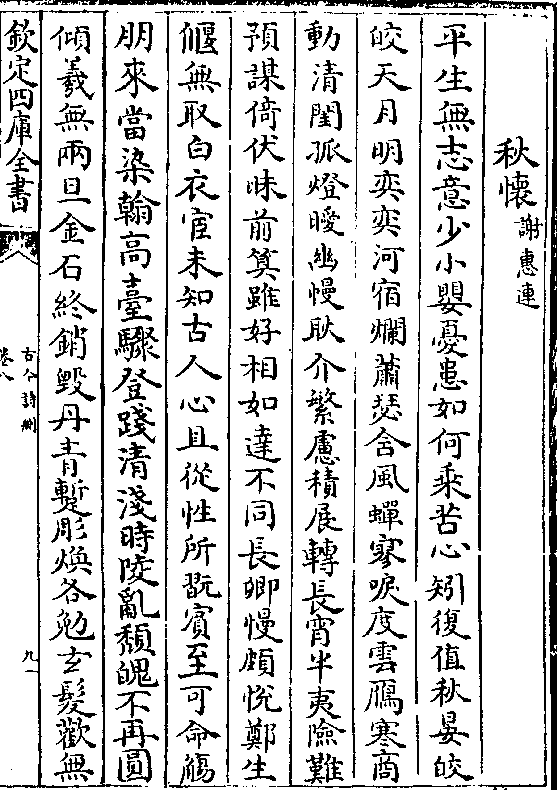 秋懷謝惠連
平生無志意少小嬰憂患如何乘苦心矧復值秋晏皎
皎天月明奕奕河宿爛蕭瑟含風蟬寥唳度雲鴈寒商
動清閨孤燈曖幽幔耿介繁慮積展轉長宵半夷險難
預謀倚伏昧前算雖好相如達不同長卿慢頗悅鄭生
偃無取白衣宦未知古人心且從性所翫賓至可命觴
朋來當染翰高臺驟登踐清淺時陵亂頽魄不再圓
傾羲無兩旦金石終銷毀丹青蹔彫煥各勉玄髮歡無
欽定四庫全書
古今詩刪
卷八
九